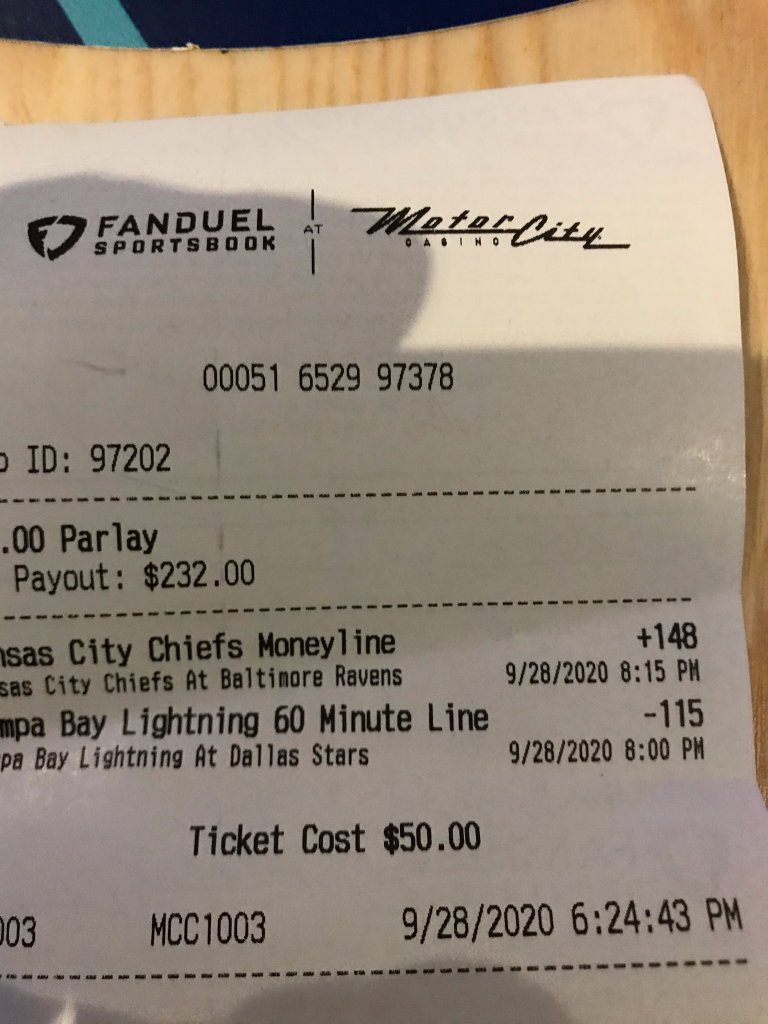 FANDUEL SPORTSBOOK AT MotorCity CASINO
00051 6529 97378
ID: 97202
.00 Parlay
Payout: $232.00
nsas City Chiefs Moneyline +148
sas City Chiefs At Baltimore Ravens 9/28/2020 8:15 PM
mpa Bay Lightning 60 Minute Line -115
pa Bay Lightning At Dallas Stars 9/28/2020 8:00 PM
Ticket Cost $50.00
003 MCC1003 9/28/2020 6:24:43 PM